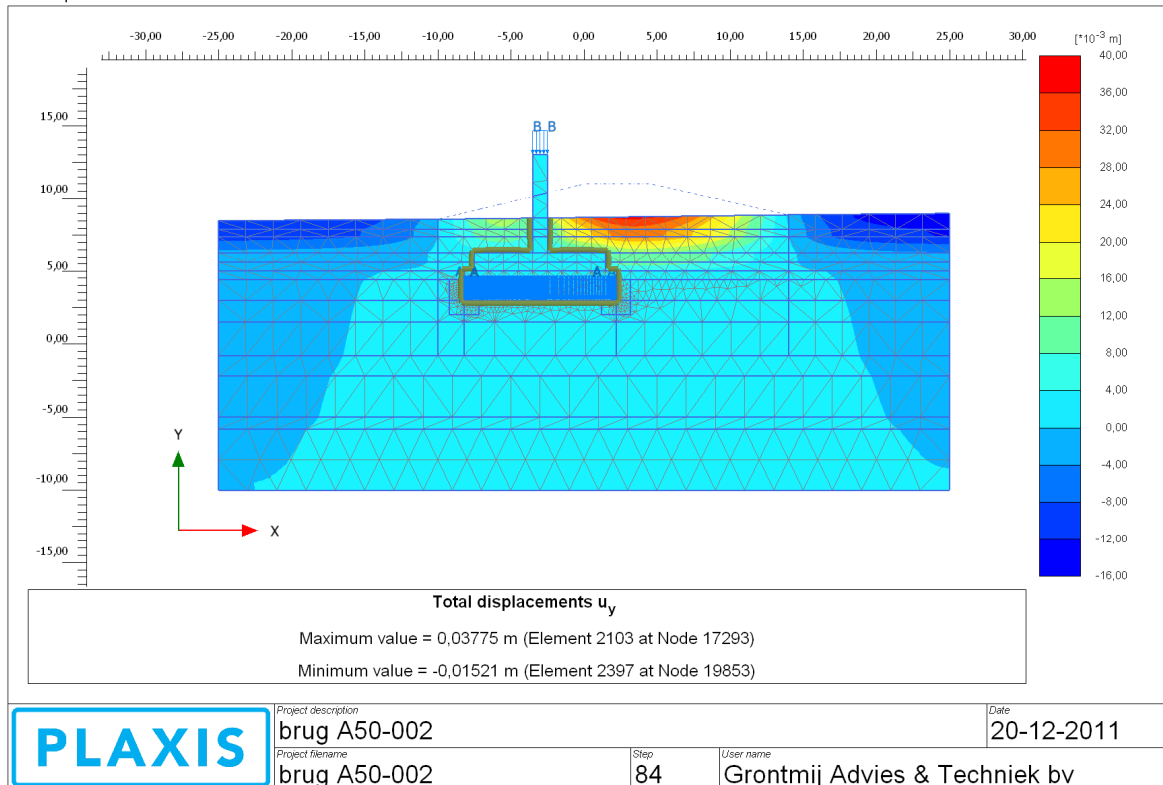 -30,00 -25,00 -20,00 -15,00 -10,00 -5,00 0,00 5,00 10,00 15,00 20,00 25,00 30,00
[*10⁻³ m]
15,00
10,00
5,00
0,00
-5,00
-10,00
-15,00
B B
A A
A A
Y
X
40,00
36,00
32,00
28,00
24,00
20,00
16,00
12,00
8,00
4,00
0,00
-4,00
-8,00
-12,00
-16,00
Total displacements uy
Maximum value = 0,03775 m (Element 2103 at Node 17293)
Minimum value = -0,01521 m (Element 2397 at Node 19853)
PLAXIS
Project description
brug A50-002
Date
20-12-2011
Project filename
brug A50-002
Step
84
User name
Grontmij Advies & Techniek bv